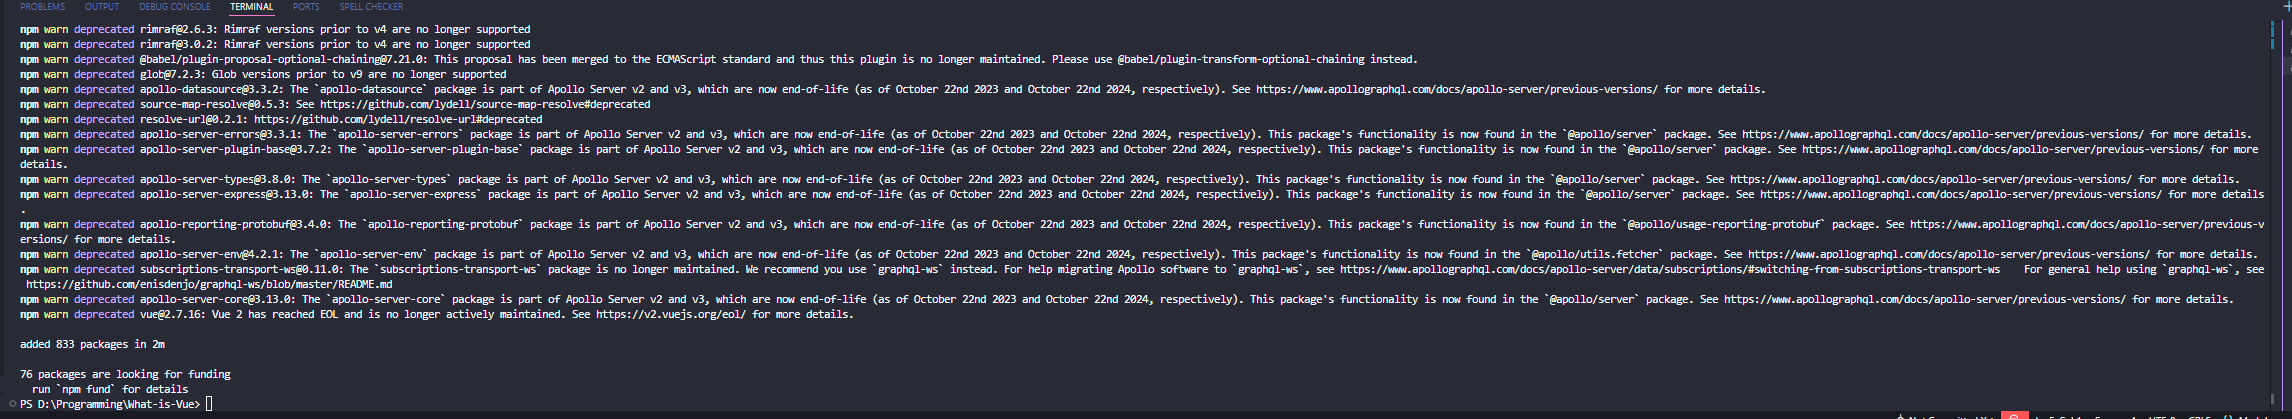 PROBLEMS OUTPUT DEBUG CONSOLE TERMINAL PORTS SPELL CHECKER
npm warn deprecated rimraf@2.6.3: Rimraf versions prior to v4 are no longer supported
npm warn deprecated rimraf@3.0.2: Rimraf versions prior to v4 are no longer supported
npm warn deprecated @babel/plugin-proposal-optional-chaining@7.21.0: This proposal has been merged to the ECMAScript standard and thus this plugin is no longer maintained. Please use @babel/plugin-transform-optional-chaining instead.
npm warn deprecated glob@7.2.3: Glob versions prior to v9 are no longer supported
npm warn deprecated apollo-datasource@3.3.2: The `apollo-datasource` package is part of Apollo Server v2 and v3, which are now end-of-life (as of October 22nd 2023 and October 22nd 2024, respectively). See https://www.apollographql.com/docs/apollo-server/previous-versions/ for more details.
npm warn deprecated source-map-resolve@0.5.3: See https://github.com/lydell/source-map-resolve#deprecated
npm warn deprecated resolve-url@0.2.1: https://github.com/lydell/resolve-url#deprecated
npm warn deprecated apollo-server-errors@3.3.1: The `apollo-server-errors` package is part of Apollo Server v2 and v3, which are now end-of-life (as of October 22nd 2023 and October 22nd 2024, respectively). This package's functionality is now found in the `@apollo/server` package. See https://www.apollographql.com/docs/apollo-server/previous-versions/ for more details.
npm warn deprecated apollo-server-plugin-base@3.7.2: The `apollo-server-plugin-base` package is part of Apollo Server v2 and v3, which are now end-of-life (as of October 22nd 2023 and October 22nd 2024, respectively). This package's functionality is now found in the `@apollo/server` package. See https://www.apollographql.com/docs/apollo-server/previous-versions/ for more
details.
npm warn deprecated apollo-server-types@3.8.0: The `apollo-server-types` package is part of Apollo Server v2 and v3, which are now end-of-life (as of October 22nd 2023 and October 22nd 2024, respectively). This package's functionality is now found in the `@apollo/server` package. See https://www.apollographql.com/docs/apollo-server/previous-versions/ for more details.
npm warn deprecated apollo-server-express@3.13.0: The `apollo-server-express` package is part of Apollo Server v2 and v3, which are now end-of-life (as of October 22nd 2023 and October 22nd 2024, respectively). This package's functionality is now found in the `@apollo/server` package. See https://www.apollographql.com/docs/apollo-server/previous-versions/ for more details
.
npm warn deprecated apollo-reporting-protobuf@3.4.0: The `apollo-reporting-protobuf` package is part of Apollo Server v2 and v3, which are now end-of-life (as of October 22nd 2023 and October 22nd 2024, respectively). This package's functionality is now found in the `@apollo/usage-reporting-protobuf` package. See https://www.apollographql.com/docs/apollo-server/previous-v
ersions/ for more details.
npm warn deprecated apollo-server-env@4.2.1: The `apollo-server-env` package is part of Apollo Server v2 and v3, which are now end-of-life (as of October 22nd 2023 and October 22nd 2024, respectively). This package's functionality is now found in the `@apollo/utils.fetcher` package. See https://www.apollographql.com/docs/apollo-server/previous-versions/ for more details.
npm warn deprecated subscriptions-transport-ws@0.11.0: The `subscriptions-transport-ws` package is no longer maintained. We recommend you use `graphql-ws` instead. For help migrating Apollo software to `graphql-ws`, see https://www.apollographql.com/docs/apollo-server/data/subscriptions/#switching-from-subscriptions-transport-ws For general help using `graphql-ws`, see
https://github.com/enisdenjo/graphql-ws/blob/master/README.md
npm warn deprecated apollo-server-core@3.13.0: The `apollo-server-core` package is part of Apollo Server v2 and v3, which are now end-of-life (as of October 22nd 2023 and October 22nd 2024, respectively). This package's functionality is now found in the `@apollo/server` package. See https://www.apollographql.com/docs/apollo-server/previous-versions/ for more details.
npm warn deprecated vue@2.7.16: Vue 2 has reached EOL and is no longer actively maintained. See https://v2.vuejs.org/eol/ for more details.
added 833 packages in 2m
76 packages are looking for funding
run `npm fund` for details
PS D:\Programming\What-is-Vue>